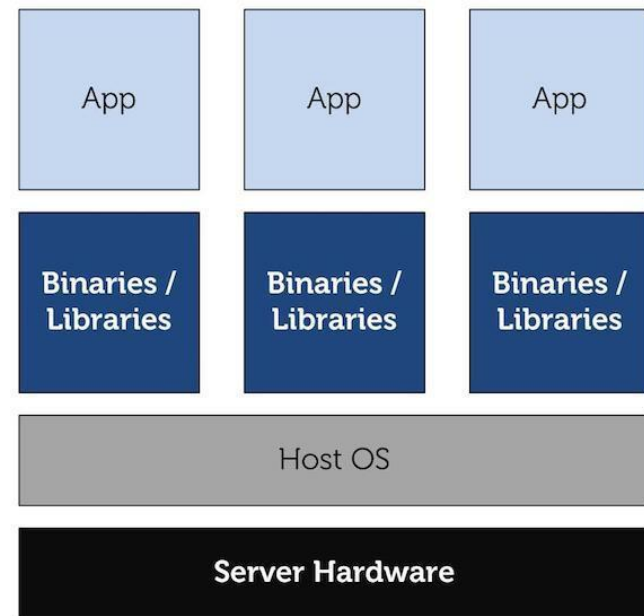 App
App
App
Binaries /
Libraries
Binaries /
Libraries
Binaries /
Libraries
Host OS
Server Hardware